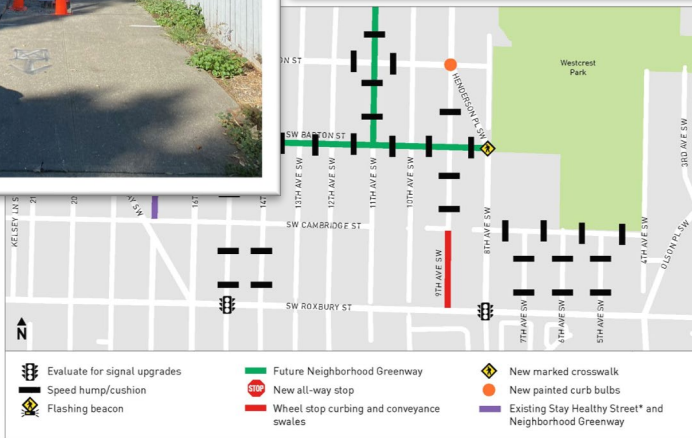 N ST
Westcrest
Park
HENDERSON PL SW
3RD AVE SW
SW BARTON ST
13TH AVE SW
12TH AVE SW
11TH AVE SW
10TH AVE SW
KELSEY LN S
21
20
Y SW
16T
14T
SW CAMBRIDGE ST
9TH AVE SW
8TH AVE SW
4TH AVE SW
OLSON PL SW
SW ROXBURY ST
7TH AVE SW
6TH AVE SW
5TH AVE SW
N
Evaluate for signal upgrades
Speed hump/cushion
Flashing beacon
Future Neighborhood Greenway
STOP
New all-way stop
Wheel stop curbing and conveyance
swales
New marked crosswalk
New painted curb bulbs
Existing Stay Healthy Street* and
Neighborhood Greenway